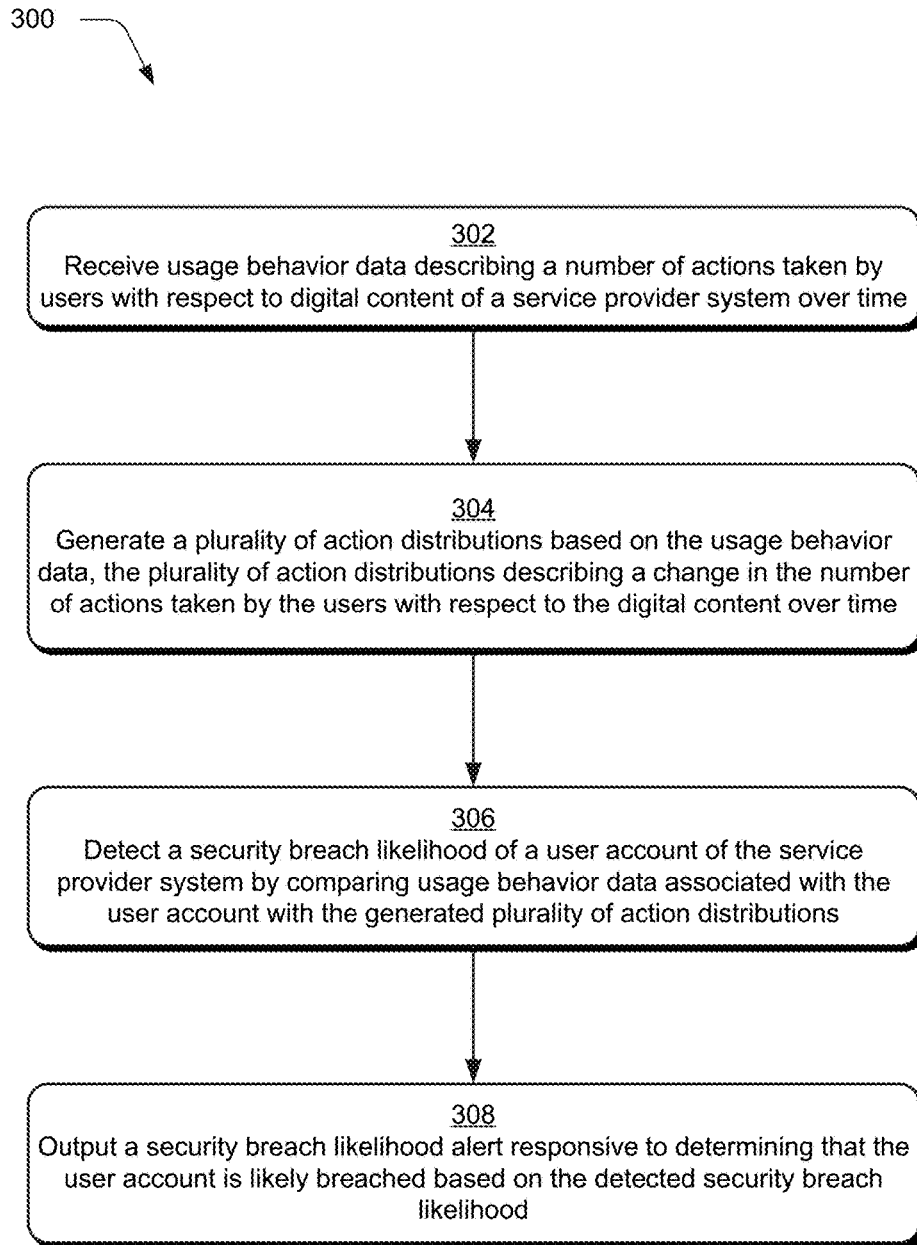 300
302
Receive usage behavior data describing a number of actions taken by
users with respect to digital content of a service provider system over time
304
Generate a plurality of action distributions based on the usage behavior
data, the plurality of action distributions describing a change in the number
of actions taken by the users with respect to the digital content over time
306
Detect a security breach likelihood of a user account of the service
provider system by comparing usage behavior data associated with the
user account with the generated plurality of action distributions
308
Output a security breach likelihood alert responsive to determining that the
user account is likely breached based on the detected security breach
likelihood